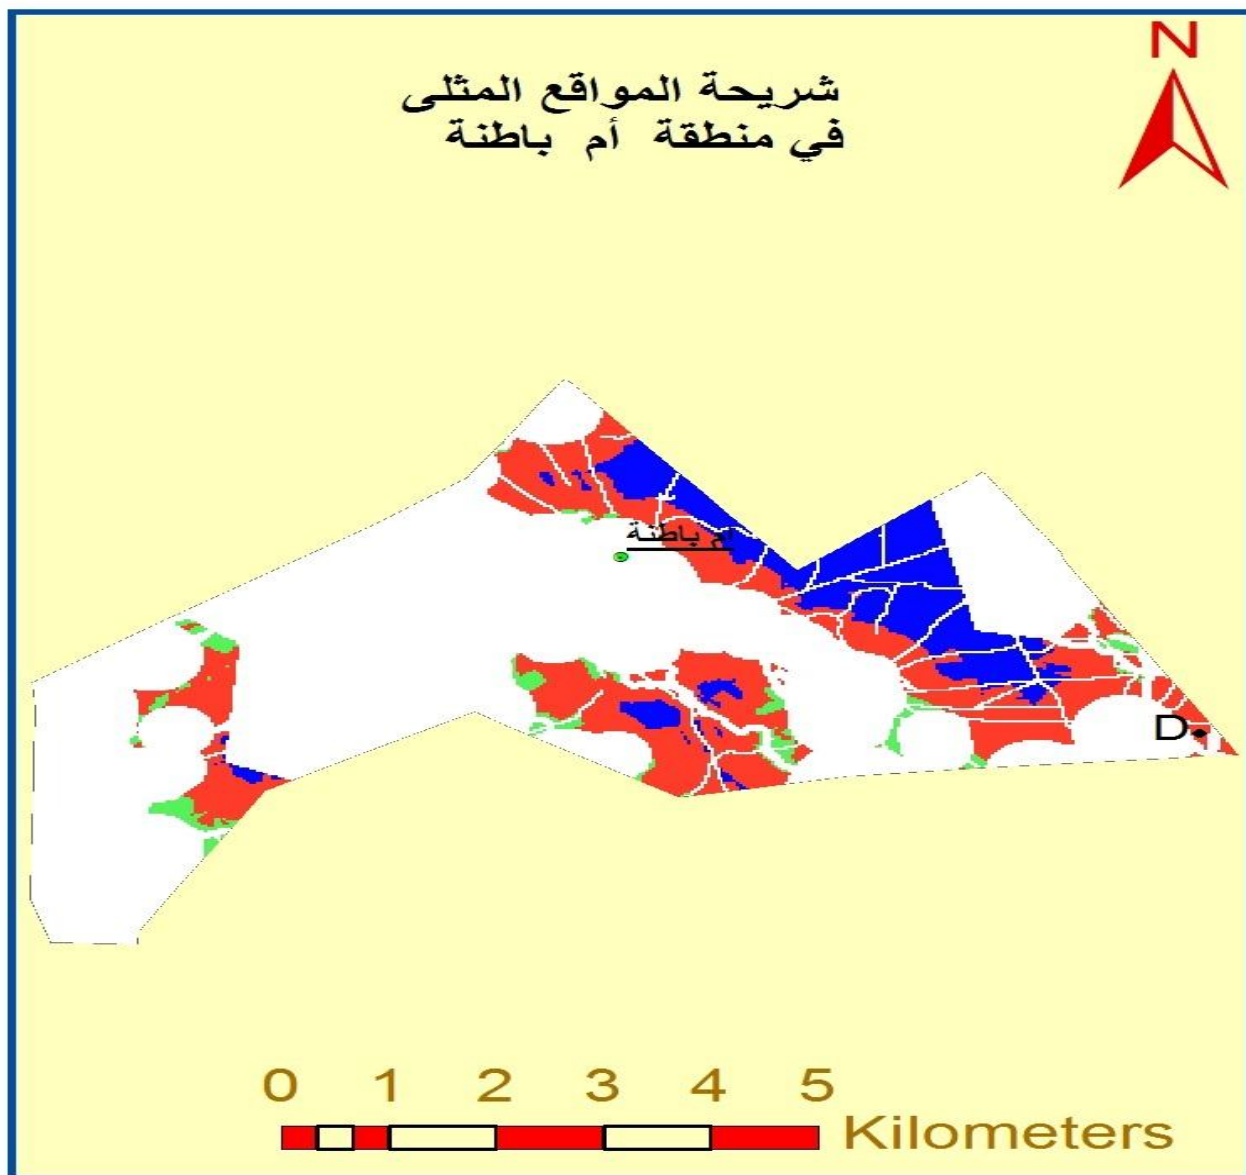 N
شريحة المواقع المثلى
في منطقة أم باطنة
أم باطنة
D
0 1 2 3 4 5
Kilometers